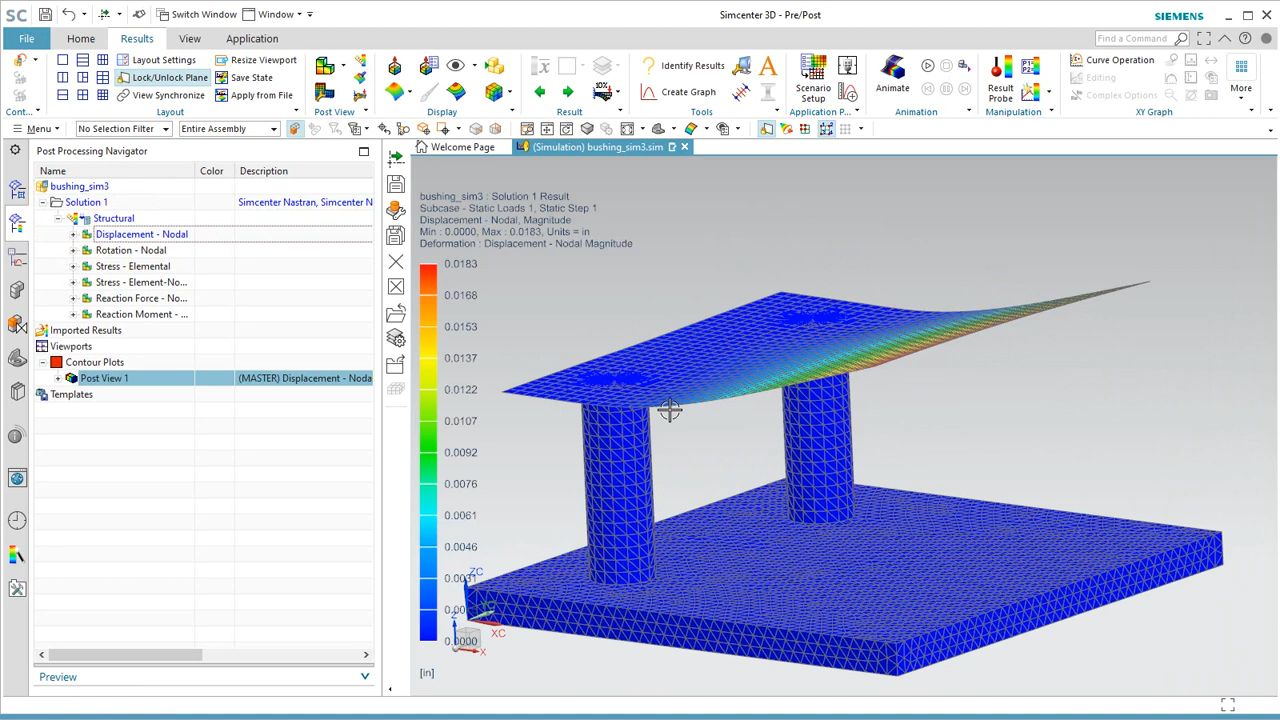 SC
Switch Window
Window
Simcenter 3D - Pre/Post
SIEMENS
File
Home
Results
View
Application
Find a Command
Layout Settings
Resize Viewport
Lock/Unlock Plane
Save State
View Synchronize
Apply from File
Identify Results
Create Graph
Scenario
Setup
Animate
Result
Probe
Curve Operation
Editing
Complex Options
More
Cont...
Layout
Post View
Display
Result
Tools
Application P...
Animation
Manipulation
XY Graph
Menu
No Selection Filter
Entire Assembly
Post Processing Navigator
Welcome Page
(Simulation) bushing_sim3.sim
Name
Color
Description
bushing_sim3
Solution 1
Simcenter Nastran, Simcenter N
Structural
Displacement - Nodal
Rotation - Nodal
Stress - Elemental
Stress - Element-No...
Reaction Force - No...
Reaction Moment - ...
Imported Results
Viewports
Contour Plots
Post View 1
(MASTER) Displacement - Noda
Templates
Preview
bushing_sim3 : Solution 1 Result
Subcase - Static Loads 1, Static Step 1
Displacement - Nodal, Magnitude
Min : 0.0000, Max : 0.0183, Units = in
Deformation : Displacement - Nodal Magnitude
0.0183
0.0168
0.0153
0.0137
0.0122
0.0107
0.0092
0.0076
0.0061
0.0046
0.0000
[in]
ZC
XC
X